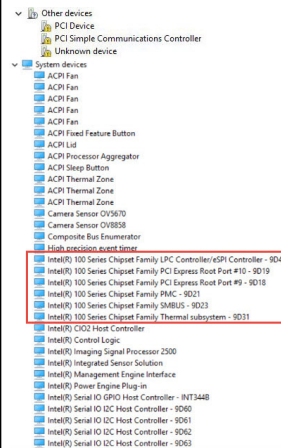 Other devices
PCI Device
PCI Simple Communications Controller
Unknown device
System devices
ACPI Fan
ACPI Fan
ACPI Fan
ACPI Fan
ACPI Fan
ACPI Fixed Feature Button
ACPI Lid
ACPI Processor Aggregator
ACPI Sleep Button
ACPI Thermal Zone
ACPI Thermal Zone
ACPI Thermal Zone
Camera Sensor OV5670
Camera Sensor OV8858
Composite Bus Enumerator
High precision event timer
Intel(R) 100 Series Chipset Family LPC Controller/eSPI Controller - 9D4
Intel(R) 100 Series Chipset Family PCI Express Root Port #10 - 9D19
Intel(R) 100 Series Chipset Family PCI Express Root Port #9 - 9D18
Intel(R) 100 Series Chipset Family PMC - 9D21
Intel(R) 100 Series Chipset Family SMBUS - 9D23
Intel(R) 100 Series Chipset Family Thermal subsystem - 9D31
Intel(R) CIO2 Host Controller
Intel(R) Control Logic
Intel(R) Imaging Signal Processor 2500
Intel(R) Integrated Sensor Solution
Intel(R) Management Engine Interface
Intel(R) Power Engine Plug-in
Intel(R) Serial IO GPIO Host Controller - INT344B
Intel(R) Serial IO I2C Host Controller - 9D60
Intel(R) Serial IO I2C Host Controller - 9D61
Intel(R) Serial IO I2C Host Controller - 9D62
Intel(R) Serial IO I2C Host Controller - 9D63